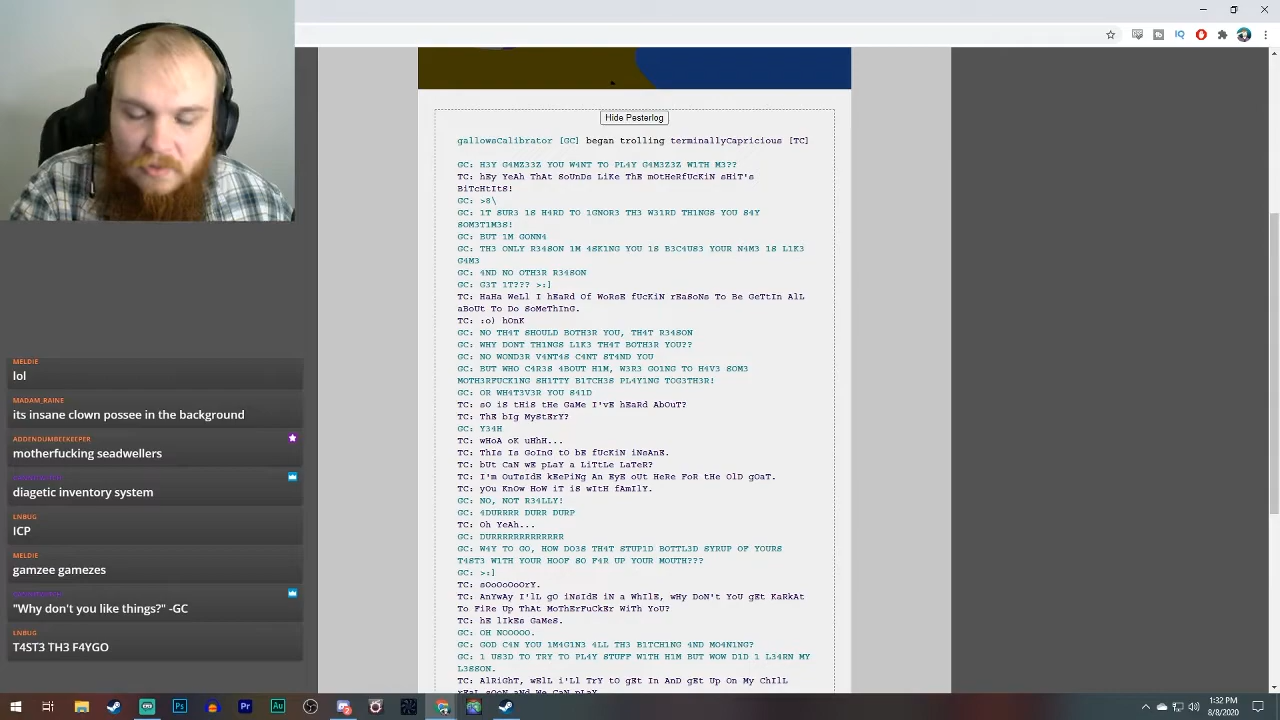 Hide Pesterlog
gallowsCalibrator [GC] began trolling terminallyCapricious [TC]
GC: H3Y G4MZ33Z YOU W4NT TO PL4Y G4M3Z3Z W1TH M3??
TC: hEy YeAh ThAt SoUnDs LiKe ThE mOtHeRfUcKiN sHiT's
BiTcHtItS!
GC: >8\
GC: 1T SUR3 1S H4RD TO 1GNOR3 TH3 W31RD TH1NGS YOU S4Y
SOM3T1M3S!
GC: BUT 1M GONN4
GC: TH3 ONLY R34SON 1M 4SK1NG YOU 1S B3C4US3 YOUR N4M3 1S L1K3
G4M3
GC: 4ND NO OTH3R R34SON
GC: G3T 1T??? >:]
TC: HaHa WeLl I hEaRd Of WoRsE fUcKiN rEaSoNs To Be GeTtIn AlL
aBoUt To Do SoMeThInG.
TC: :o) hOnK
GC: NO TH4T SHOULD BOTH3R YOU, TH4T R34SON
GC: WHY DONT TH1NGS L1K3 TH4T BOTH3R YOU??
GC: NO WOND3R V4NT4S C4NT ST4ND YOU
GC: BUT WHO C4R3S 4BOUT H1M, W3R3 GO1NG TO H4V3 SOM3
MOTH3RFUCK1NG SH1TTY B1TCH3S PL4Y1NG TOG3TH3R!
GC: OR WH4T3V3R YOU S41D
TC: sO iS tHiS tHe GaMe I'vE hEaRd AbOuT?
TC: ThE bIg MyStErY?
GC: Y34H
TC: wHoA oK uHhH...
TC: ThIs Is GoInG tO bE fUcKiN iNsAnE.
TC: bUt CaN wE pLaY a LiTtLe LaTeR?
TC: I'm OuTsIdE kEePiNg An EyE oUt HeRe FoR tHe OlD gOaT.
TC: yOu KnOw HoW iT iS wItH fAmIlY.
GC: NO, NOT R34LLY!
GC: 4DURRRR DURR DURP
TC: Oh YeAh...
GC: DURRRRRRRRRRRR
GC: W4Y TO GO, HOW DO3S TH4T STUP1D BOTTL3D SYRUP OF YOURS
T4ST3 W1TH YOUR HOOF SO F4R UP YOUR MOUTH???
GC: >:]
TC: sOoOoOoOrY.
TC: AnYwAy I'lL gO iNsIdE iN a WhIlE, wHy DoN't YoU gEt KaRkAt
To FiRe Up ThAt MoThErFuCkEr WiTh YoU?
TC: hE lIkEs GaMeS.
GC: OH NOOOOO.
GC: GOD C4N YOU 1M4G1N3 4LL TH3 B1TCH1NG 4ND MO4N1NG?
GC: 1 US3D TO TRY TO PL4Y STUFF W1TH H1M BUT WOW D1D 1 L34RN MY
L3SSON.
TC: AlRiGhT, wElL i'Ll TrY tO gEt In AnD gEt Up On My ChIlL
rEaL sOoN aNd We CaN pLaY
MELDIE
lol
MADAM_RAINE
its insane clown possee in the background
ADDENDUMBEEKEEPER
motherfucking seadwellers
diagetic inventory system
LNBUG
ICP
MELDIE
gamzee gamezes
"Why don't you like things?" -GC
LNBUG
T4ST3 TH3 F4YGO
1:32 PM
8/8/2020